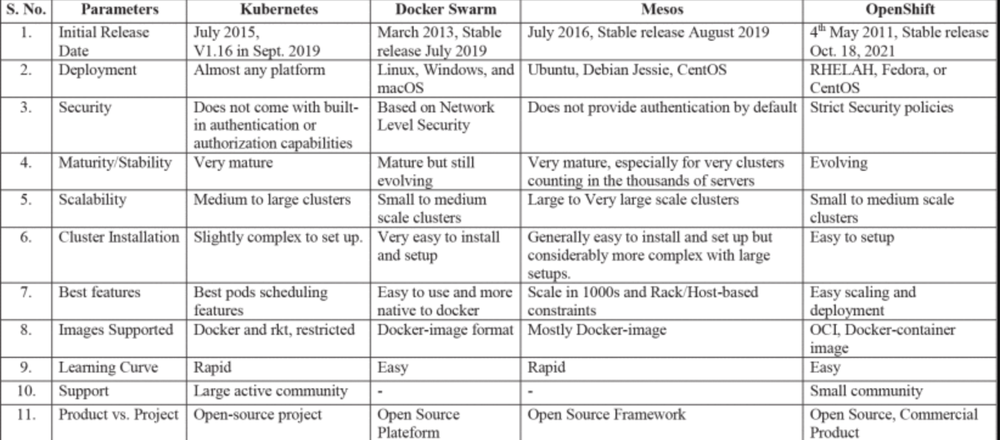 S. No. Parameters Kubernetes Docker Swarm Mesos OpenShift
1. Initial Release July 2015, March 2013, Stable July 2016, Stable release August 2019 4th May 2011, Stable release
Date V1.16 in Sept. 2019 release July 2019 Oct. 18, 2021
2. Deployment Almost any platform Linux, Windows, and Ubuntu, Debian Jessie, CentOS RHELAH, Fedora, or
macOS CentOS
3. Security Does not come with built- Based on Network Does not provide authentication by default Strict Security policies
in authentication or Level Security
authorization capabilities
4. Maturity/Stability Very mature Mature but still Very mature, especially for very clusters Evolving
evolving counting in the thousands of servers
5. Scalability Medium to large clusters Small to medium Large to Very large scale clusters Small to medium scale
scale clusters clusters
6. Cluster Installation Slightly complex to set up. Very easy to install Generally easy to install and set up but Easy to setup
and setup considerably more complex with large
setups.
7. Best features Best pods scheduling Easy to use and more Scale in 1000s and Rack/Host-based Easy scaling and
features native to docker constraints deployment
8. Images Supported Docker and rkt, restricted Docker-image format Mostly Docker-image OCI, Docker-container
image
9. Learning Curve Rapid Easy Rapid Easy
10. Support Large active community - - Small community
11. Product vs. Project Open-source project Open Source Open Source Framework Open Source, Commercial
Plateform Product